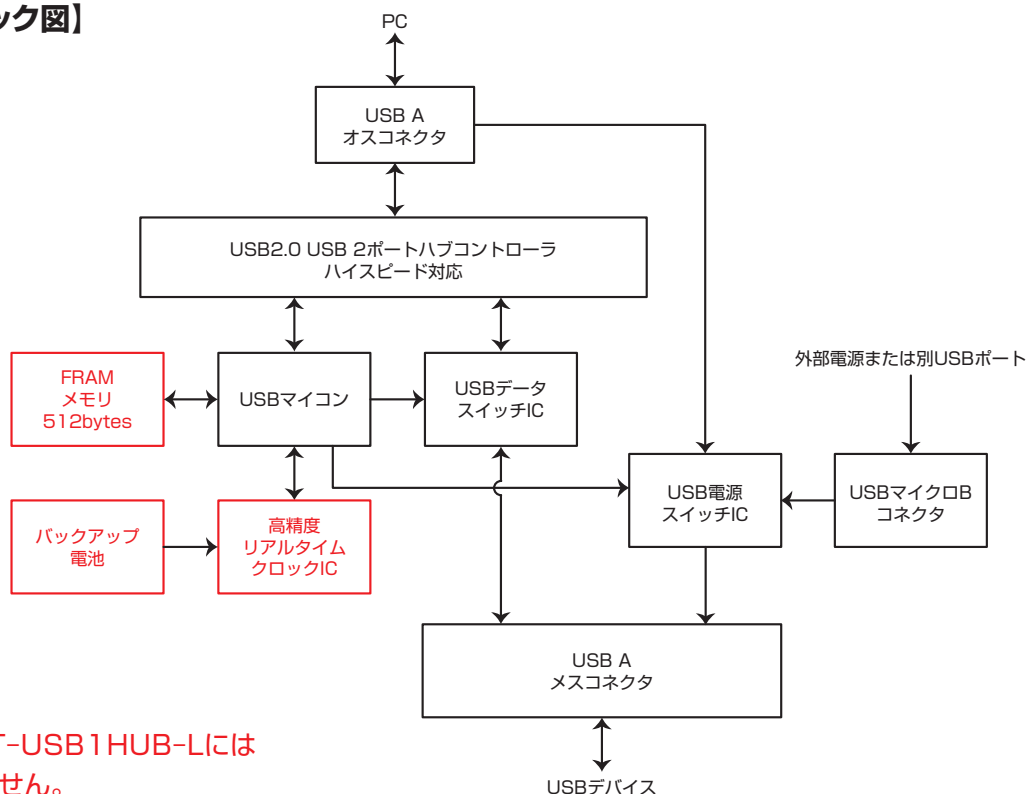 ック図】
PC
USB A
オスコネクタ
USB2.0 USB 2ポートハブコントローラ
ハイスピード対応
外部電源または別USBポート
FRAM
メモリ
512bytes
USBマイコン
USBデータ
スイッチIC
USB電源
スイッチIC
USBマイクロB
コネクタ
バックアップ
電池
高精度
リアルタイム
クロックIC
USB A
メスコネクタ
T-USB1HUB-Lには
せん。
USBデバイス